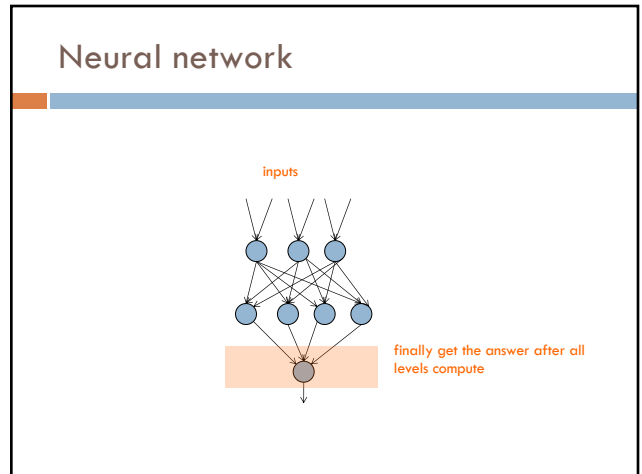 Neural network
inputs
finally get the answer after all
levels compute